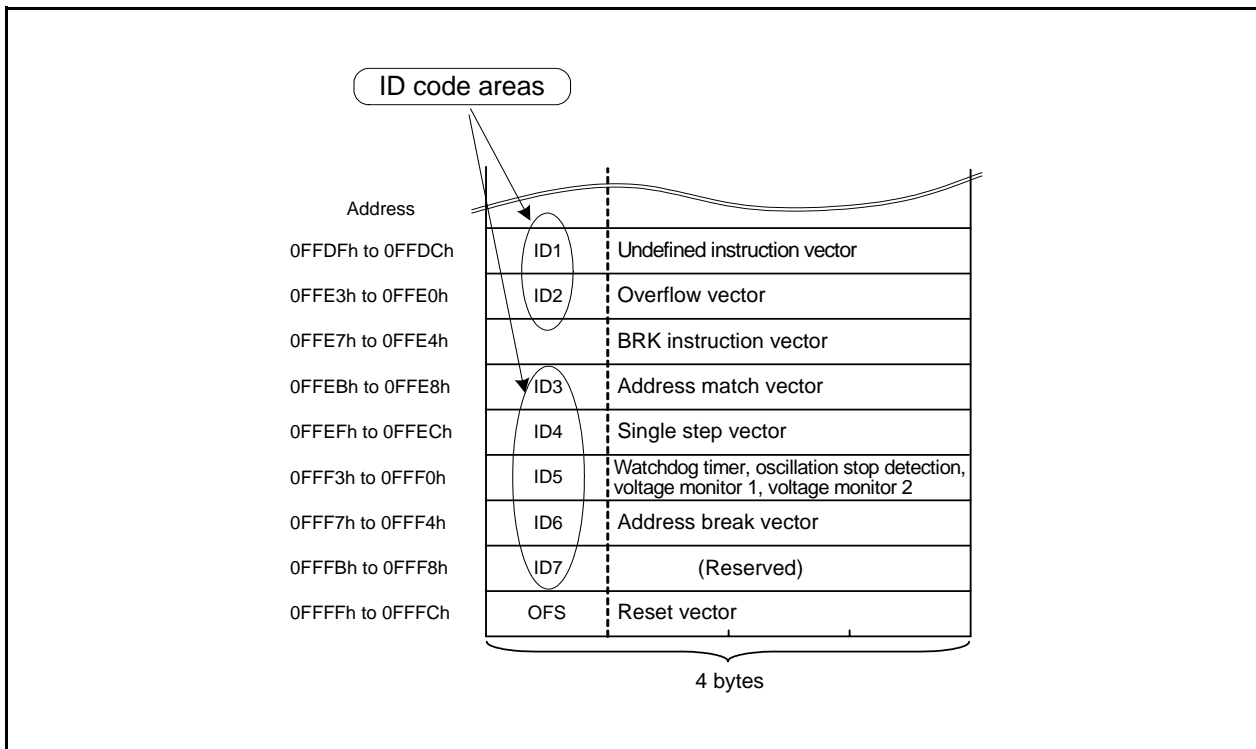 ID code areas
Address
0FFDFh to 0FFDCh ID1 Undefined instruction vector
0FFE3h to 0FFE0h ID2 Overflow vector
0FFE7h to 0FFE4h BRK instruction vector
0FFEBh to 0FFE8h ID3 Address match vector
0FFEFh to 0FFECh ID4 Single step vector
0FFF3h to 0FFF0h ID5 Watchdog timer, oscillation stop detection,
voltage monitor 1, voltage monitor 2
0FFF7h to 0FFF4h ID6 Address break vector
0FFFBh to 0FFF8h ID7 (Reserved)
0FFFFh to 0FFFCh OFS Reset vector
4 bytes